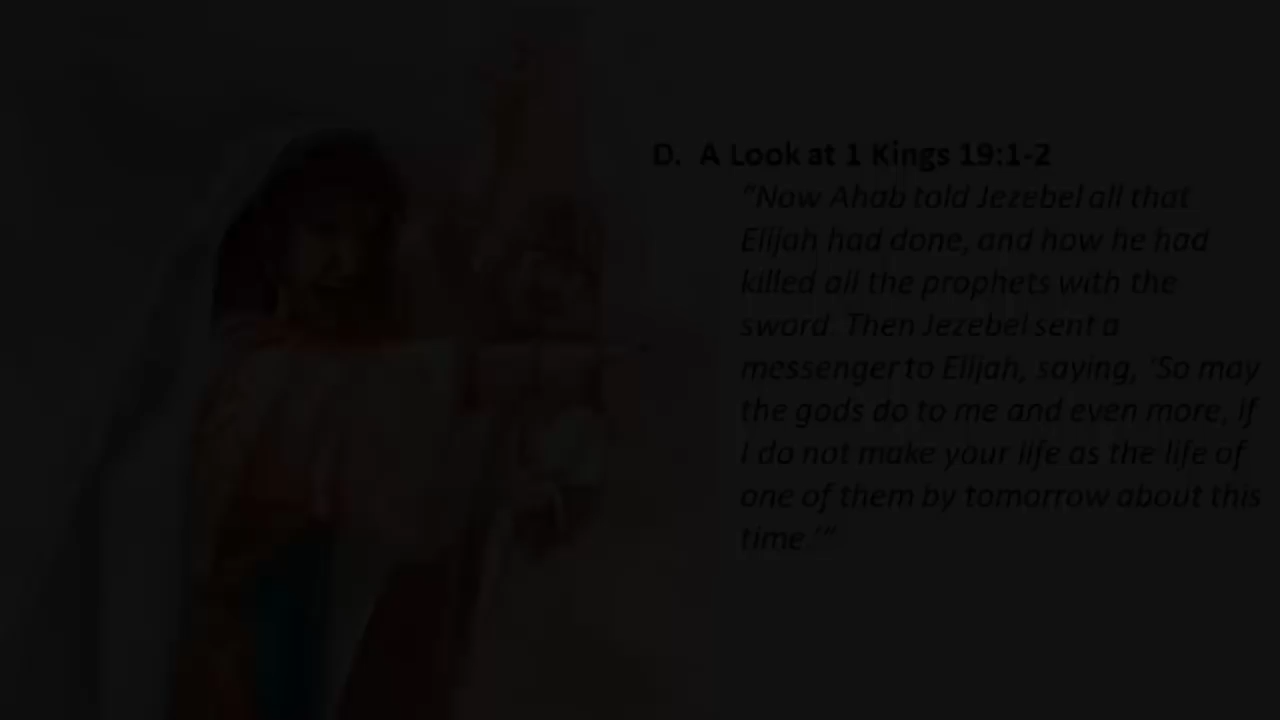 D. A Look at 1 Kings 19:1-2
"Now Ahab told Jezebel all that
Elijah had done, and how he had
killed all the prophets with the
sword. Then Jezebel sent a
messenger to Elijah, saying, 'So may
the gods do to me and even more, if
I do not make your life as the life of
one of them by tomorrow about this
time.'"